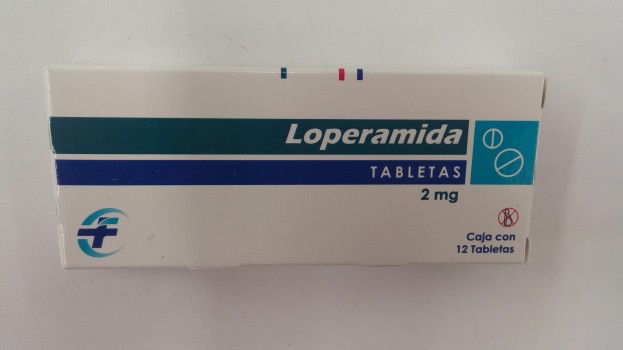 Loperamida
TABLETAS
2 mg
Caja con
12 Tabletas